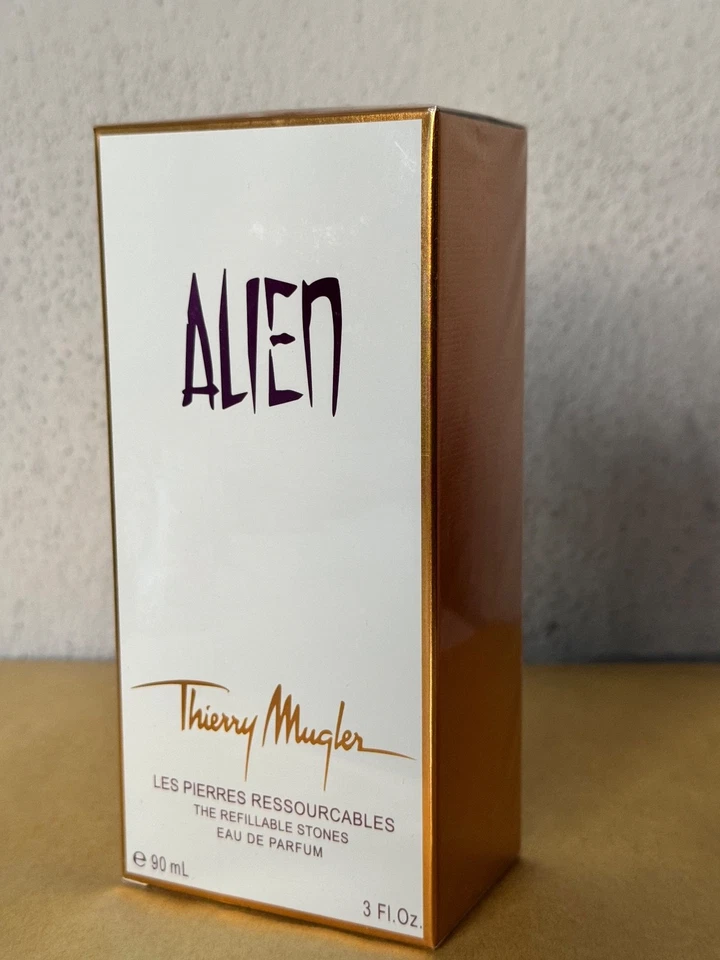 ALIEN
Thierry Mugler
LES PIERRES RESSOURCABLES
THE REFILLABLE STONES
EAU DE PARFUM
℮ 90 mL
3 Fl.Oz.